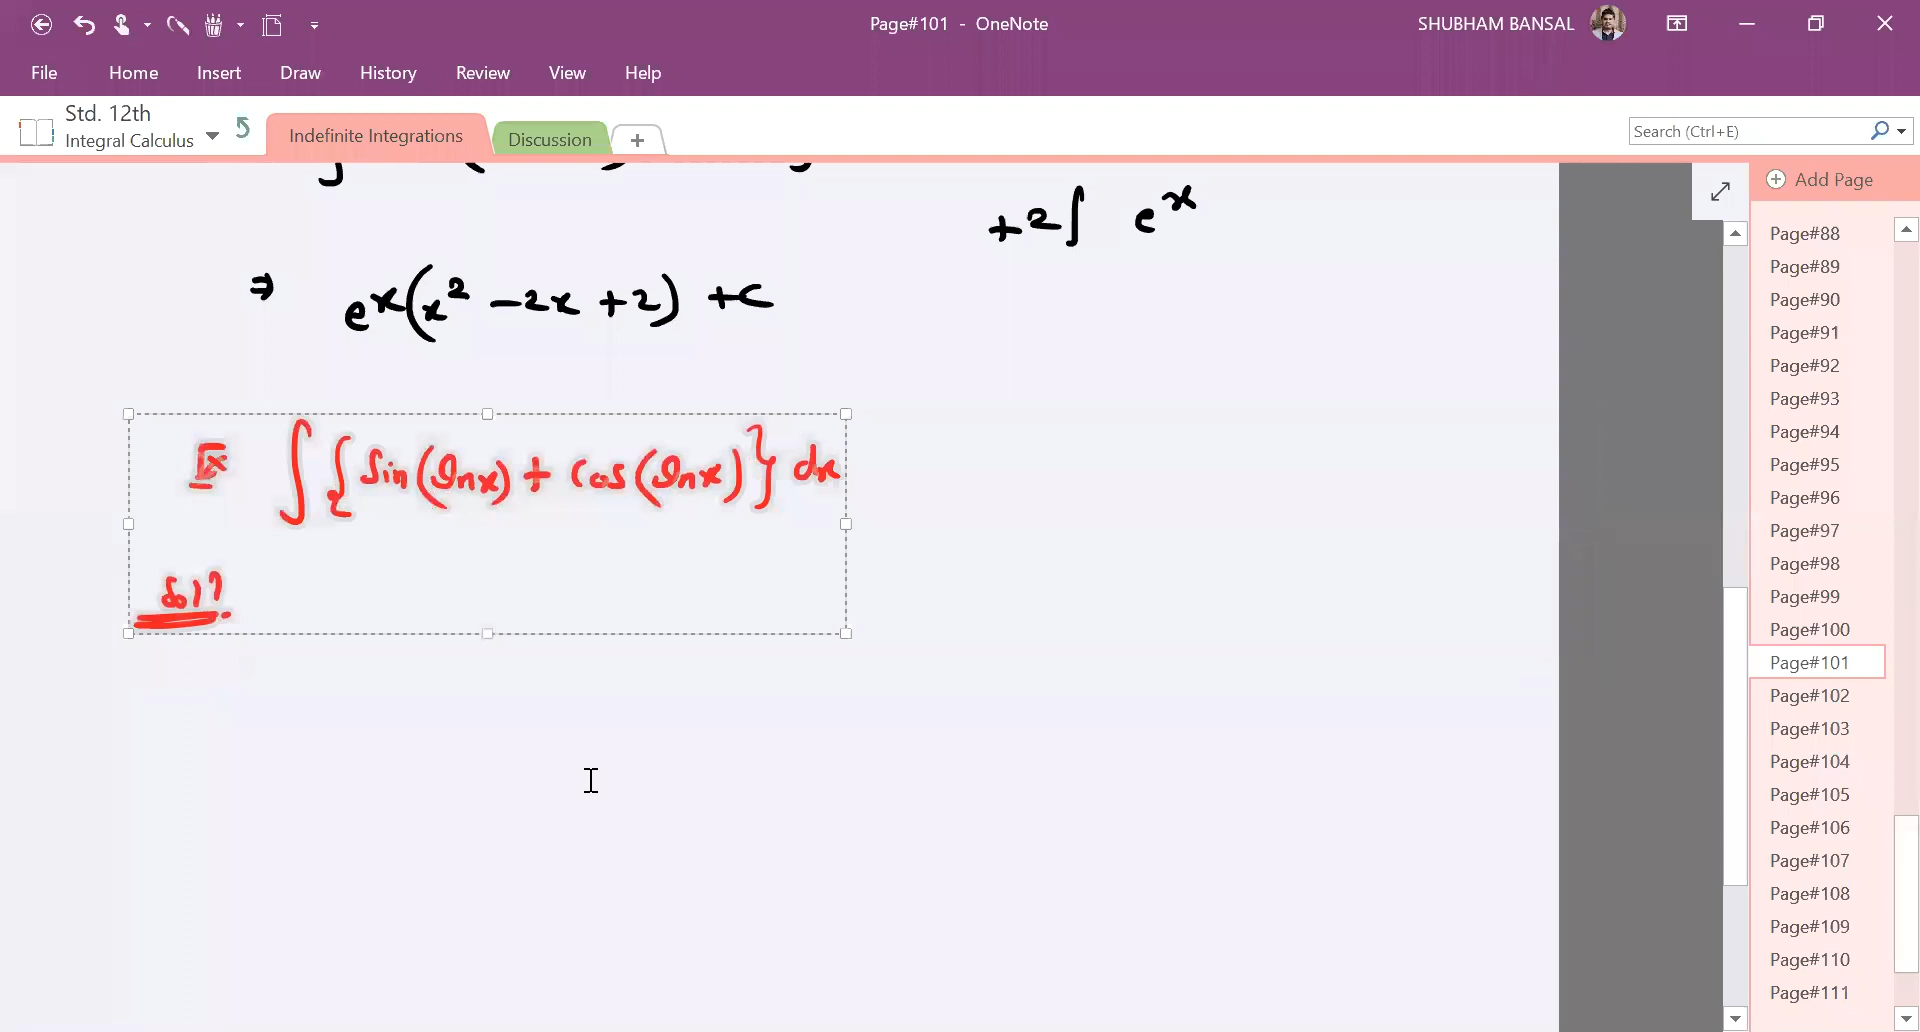 Page#101 - OneNote
SHUBHAM BANSAL
File Home Insert Draw History Review View Help
Std. 12th
Integral Calculus
Indefinite Integrations
Discussion
+
Search (Ctrl+E)
Add Page
+2∫ e^x
⇒ e^x(x^2 -2x +2) +c
Ex ∫{Sin(lnx) + Cos(lnx)} dx
Sol?
Page#88
Page#89
Page#90
Page#91
Page#92
Page#93
Page#94
Page#95
Page#96
Page#97
Page#98
Page#99
Page#100
Page#101
Page#102
Page#103
Page#104
Page#105
Page#106
Page#107
Page#108
Page#109
Page#110
Page#111